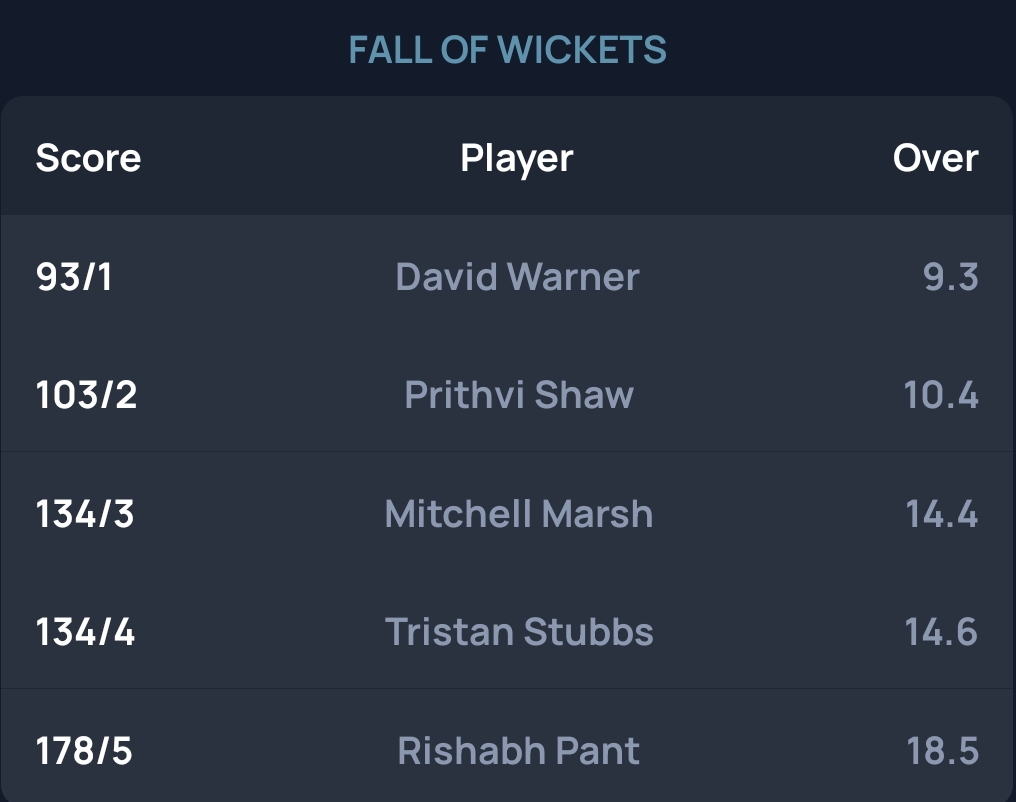 FALL OF WICKETS
Score Player Over
93/1 David Warner 9.3
103/2 Prithvi Shaw 10.4
134/3 Mitchell Marsh 14.4
134/4 Tristan Stubbs 14.6
178/5 Rishabh Pant 18.5